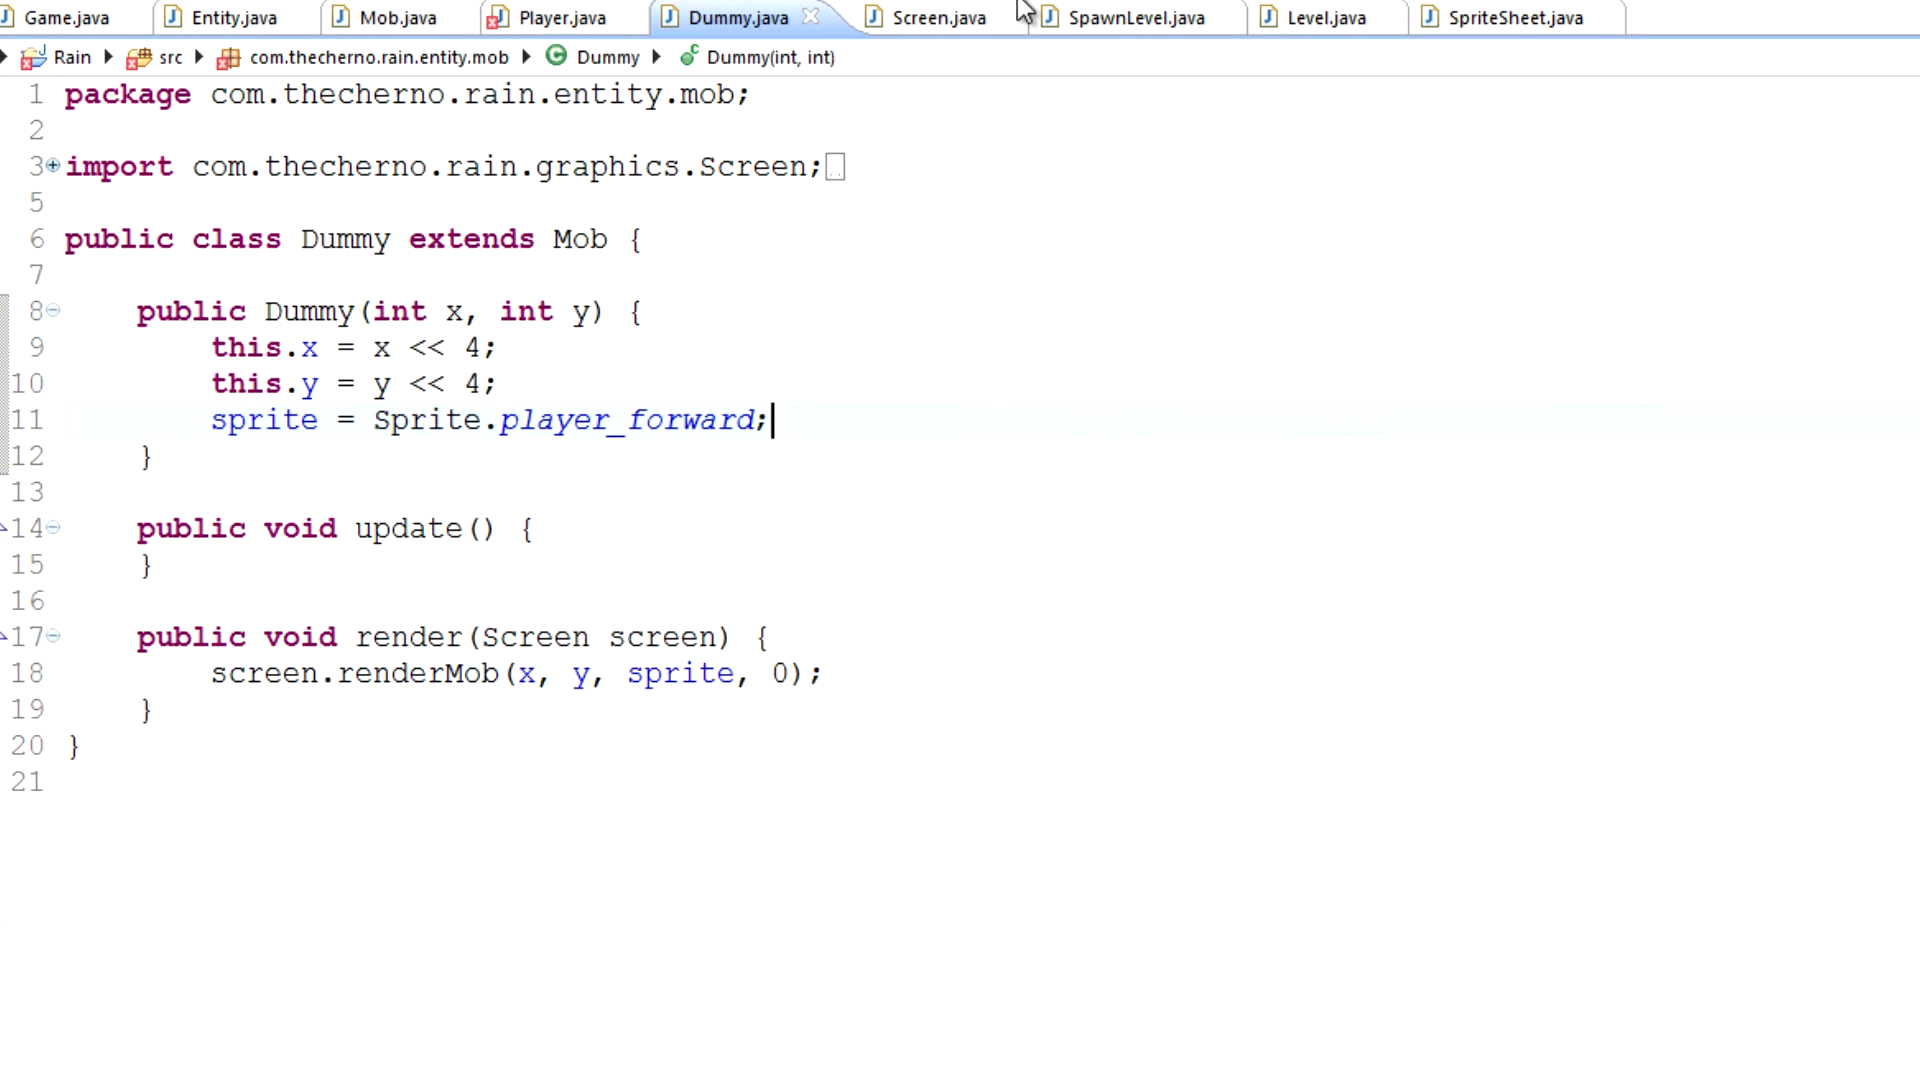 Game.java Entity.java Mob.java Player.java Dummy.java Screen.java SpawnLevel.java Level.java SpriteSheet.java
Rain src com.thecherno.rain.entity.mob Dummy Dummy(int, int)
1 package com.thecherno.rain.entity.mob;
2
3 import com.thecherno.rain.graphics.Screen;
5
6 public class Dummy extends Mob {
7
8 public Dummy(int x, int y) {
9 this.x = x << 4;
10 this.y = y << 4;
11 sprite = Sprite.player_forward;
12 }
13
14 public void update() {
15 }
16
17 public void render(Screen screen) {
18 screen.renderMob(x, y, sprite, 0);
19 }
20 }
21